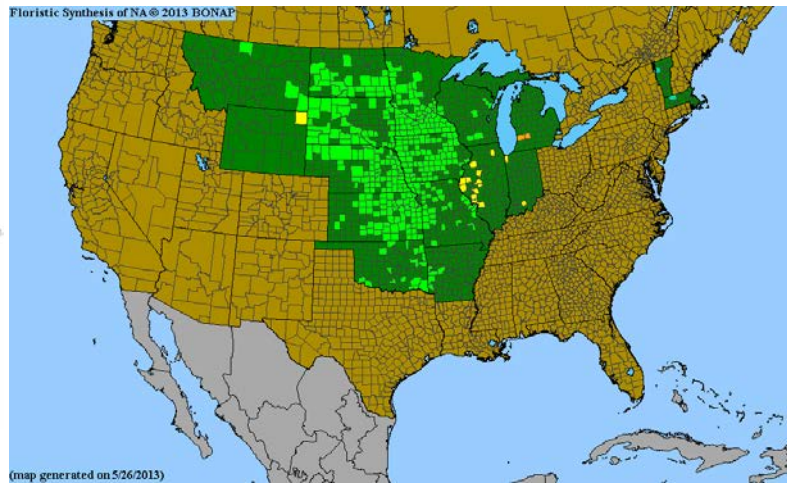 Floristic Synthesis of NA © 2013 BONAP
(map generated on 5/26/2013)